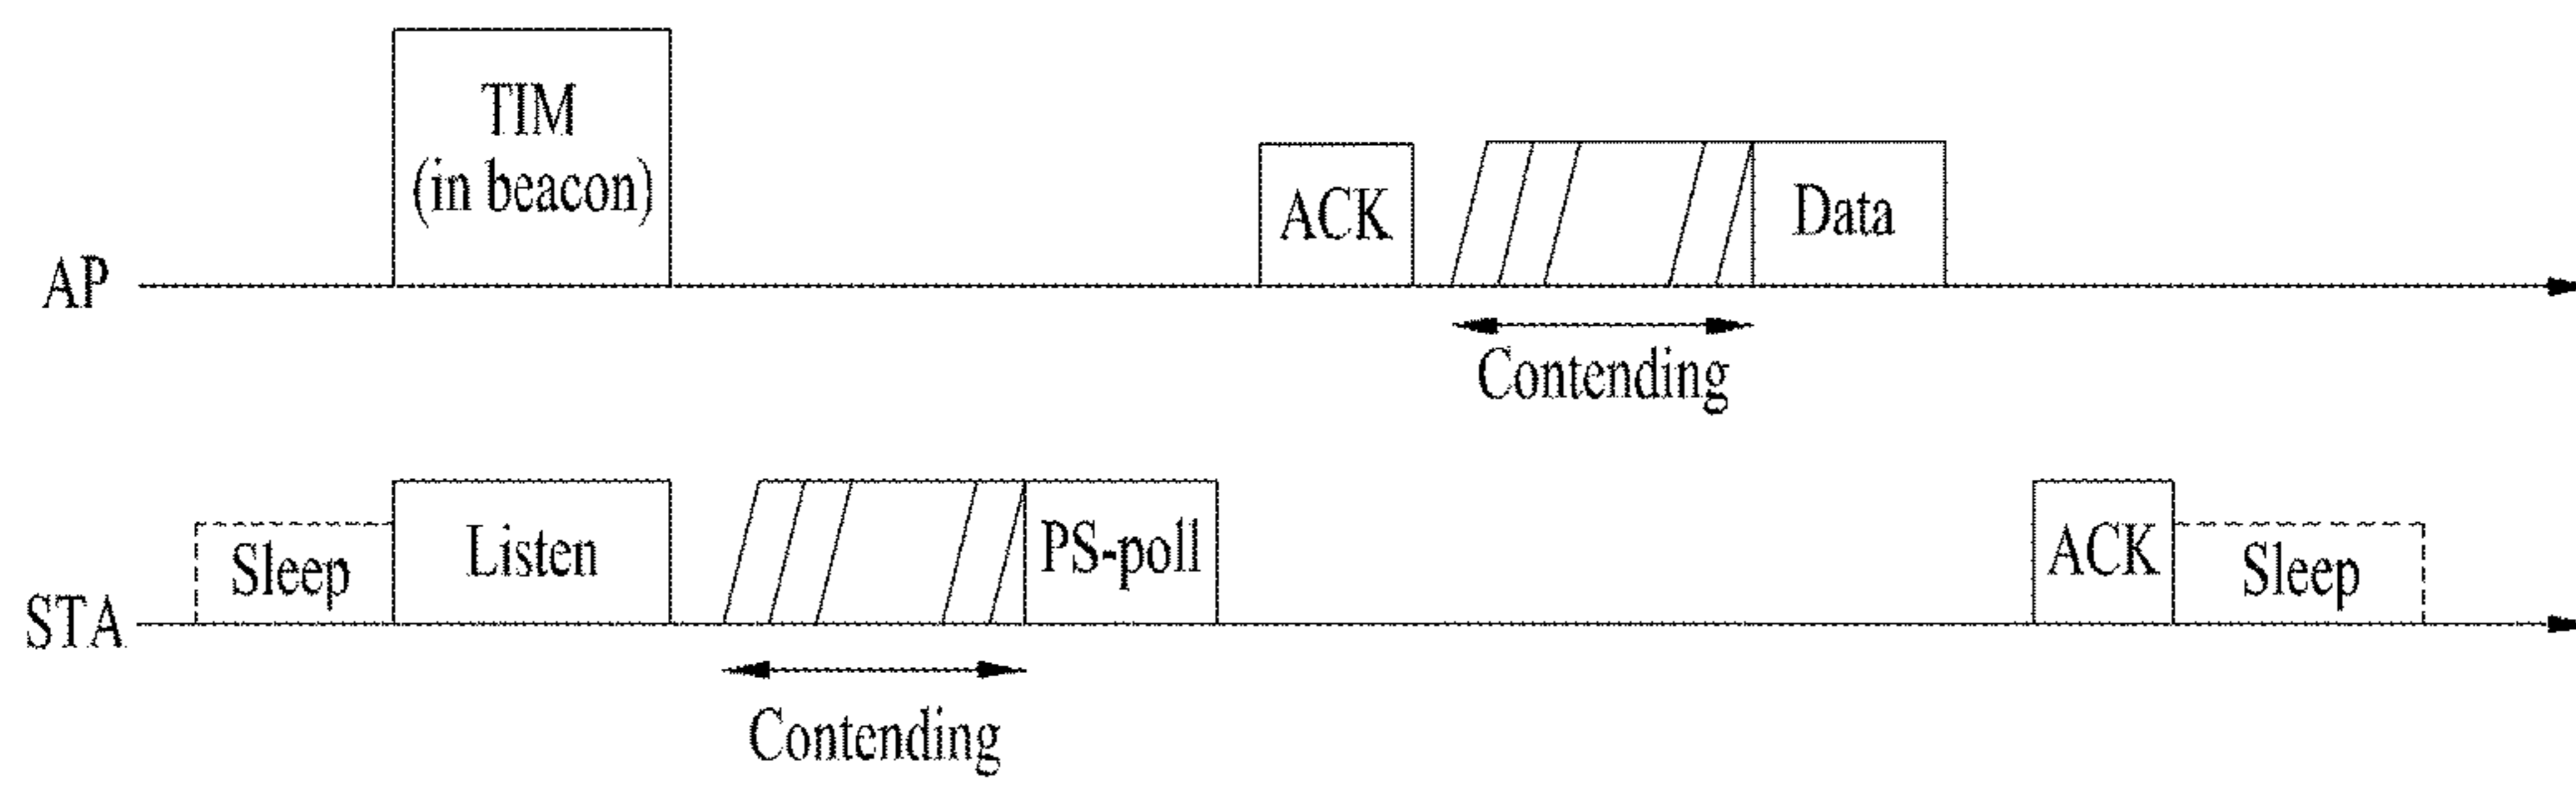 TIM
(in beacon)
ACK
Data
AP
Contending
Sleep
Listen
PS-poll
ACK
Sleep
STA
Contending